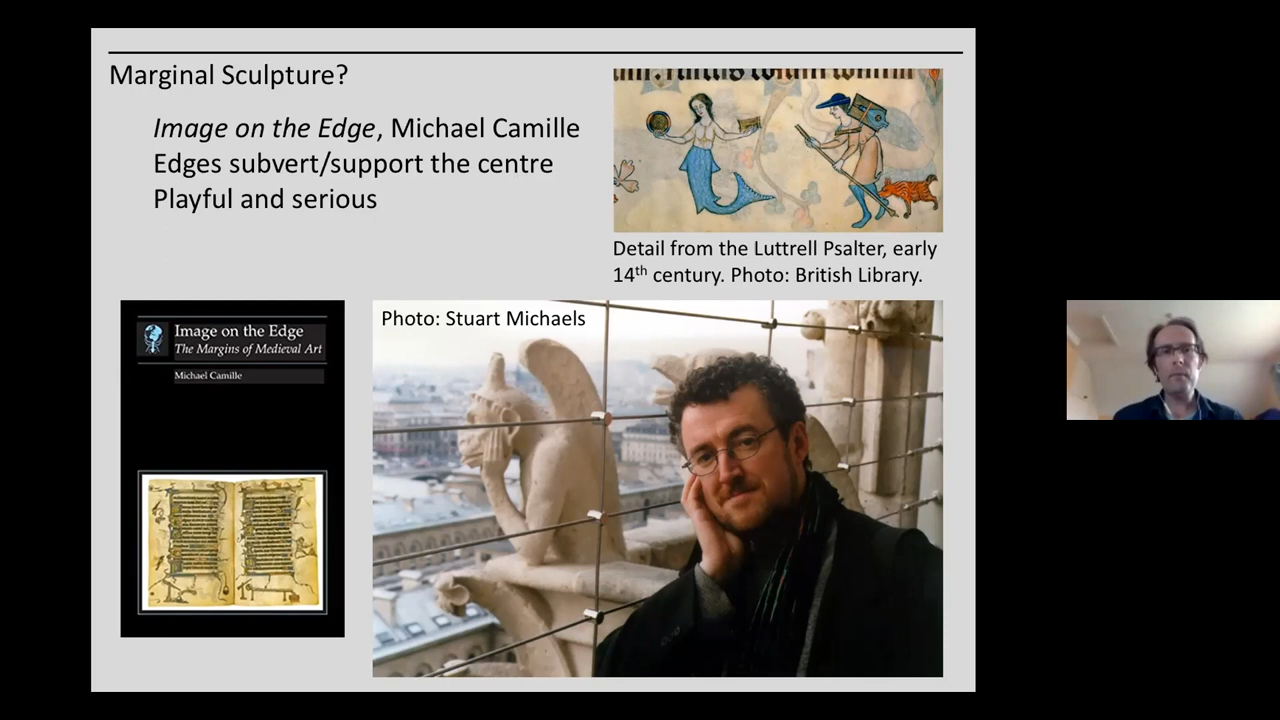 Marginal Sculpture?
Image on the Edge, Michael Camille
Edges subvert/support the centre
Playful and serious
Detail from the Luttrell Psalter, early
14th century. Photo: British Library.
Image on the Edge
The Margins of Medieval Art
Michael Camille
Photo: Stuart Michaels